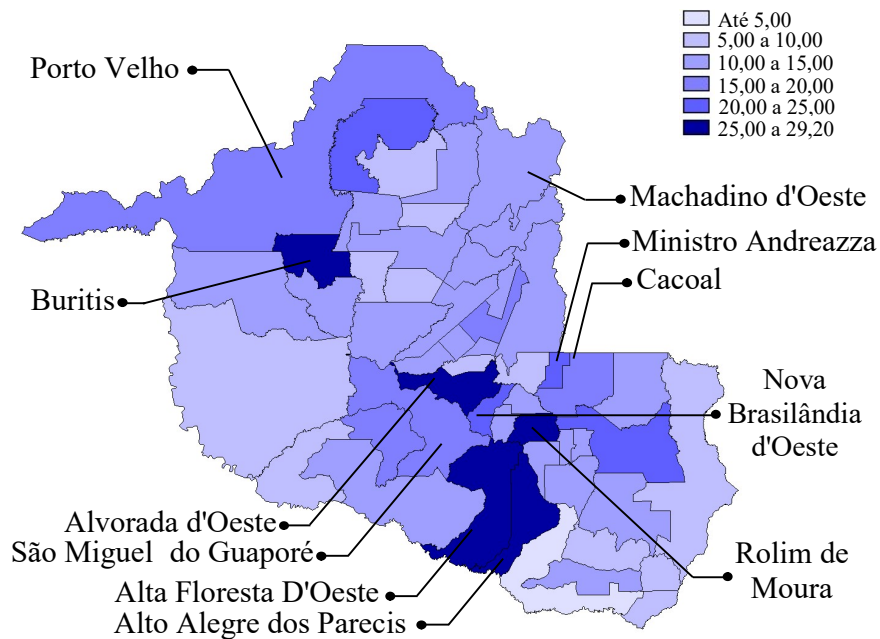 Até 5,00
5,00 a 10,00
10,00 a 15,00
15,00 a 20,00
20,00 a 25,00
25,00 a 29,20
Porto Velho
Machadino d'Oeste
Ministro Andreazza
Cacoal
Buritis
Nova
Brasilândia
d'Oeste
Alvorada d'Oeste
São Miguel do Guaporé
Rolim de
Moura
Alta Floresta D'Oeste
Alto Alegre dos Parecis